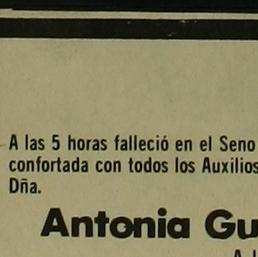 A las 5 horas falleció en el Seno
confortada con todos los Auxilios
Dña.
Antonia Gu
A l